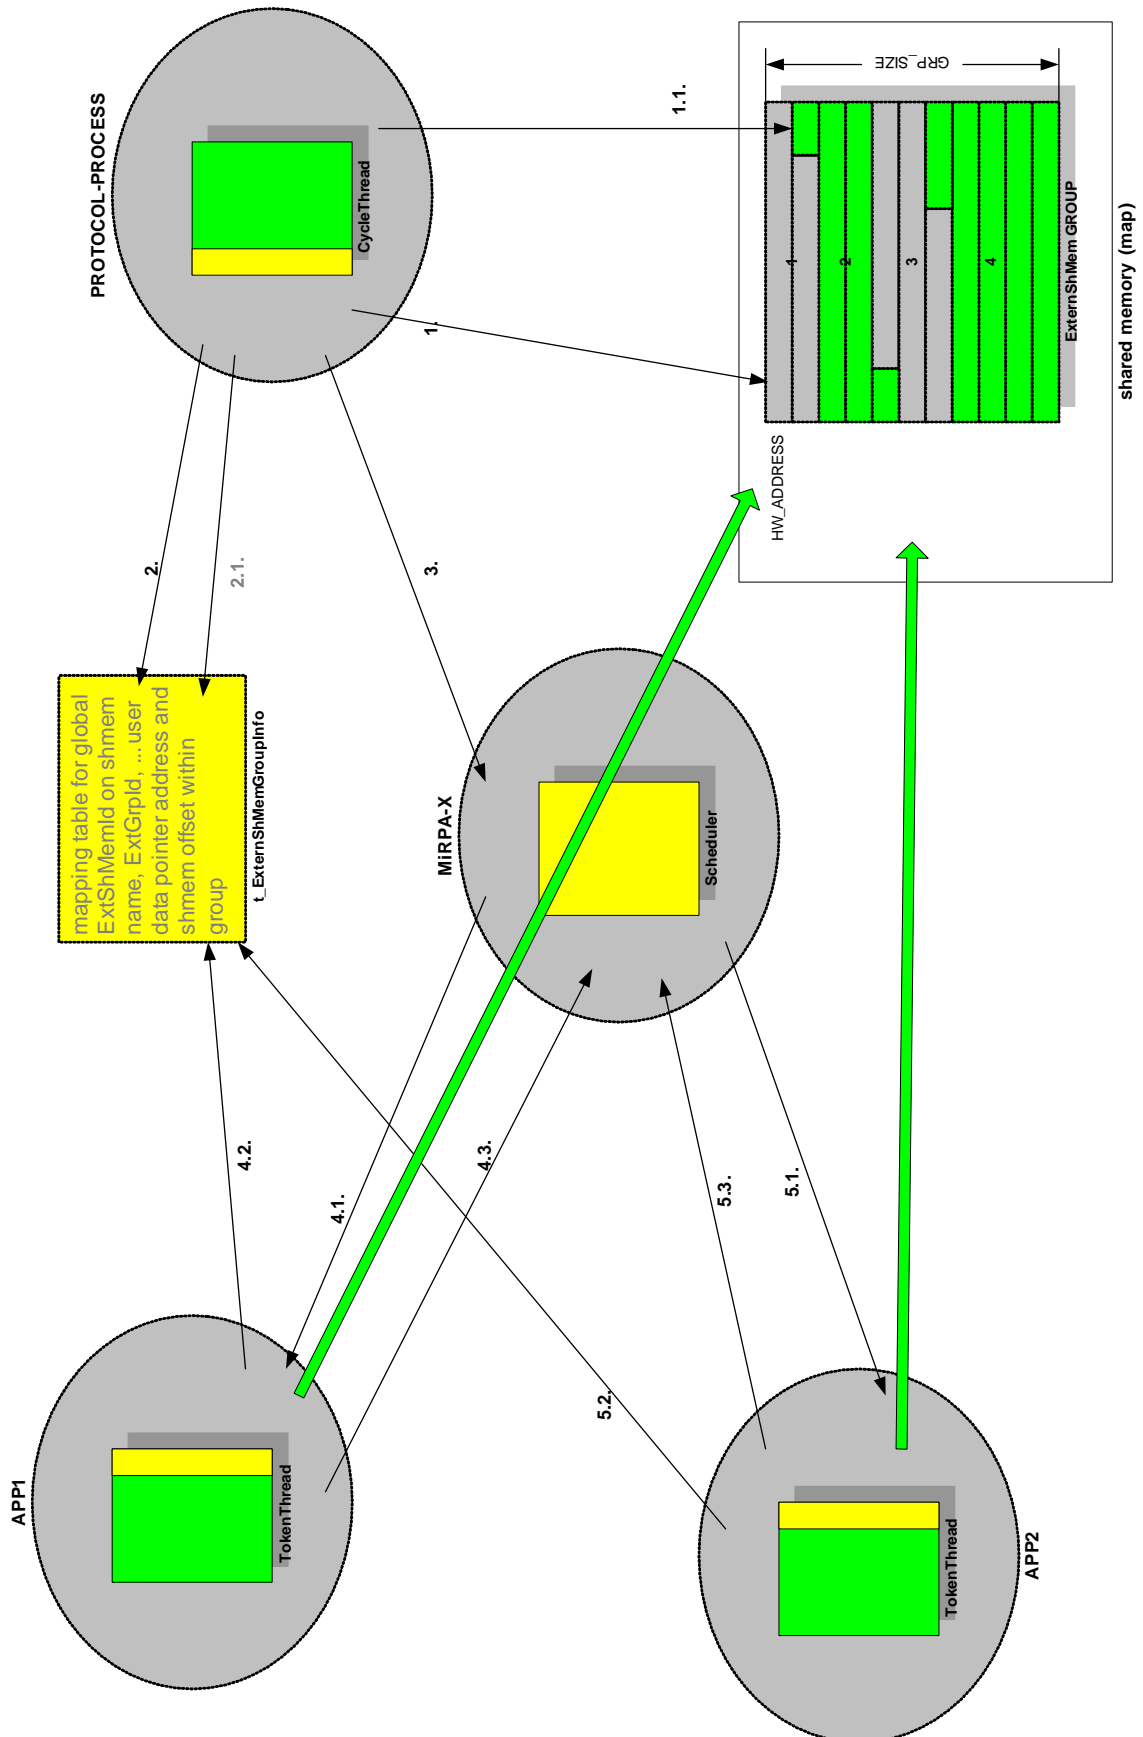 APP1
TokenThread
4.2.
4.1.
4.3.
5.2.
5.3.
5.1.
TokenThread
APP2
mapping table for global
ExtShMemId on shmem
name, ExtGrpId, ... user
data pointer address and
shmem offset within
group
t_ExternShMemGroupInfo
MiRPA-X
Scheduler
PROTOCOL-PROCESS
CycleThread
2.
2.1.
3.
1.
1.1.
HW_ADDRESS
GRP_SIZE
1
2
3
4
ExternShMem GROUP
shared memory (map)